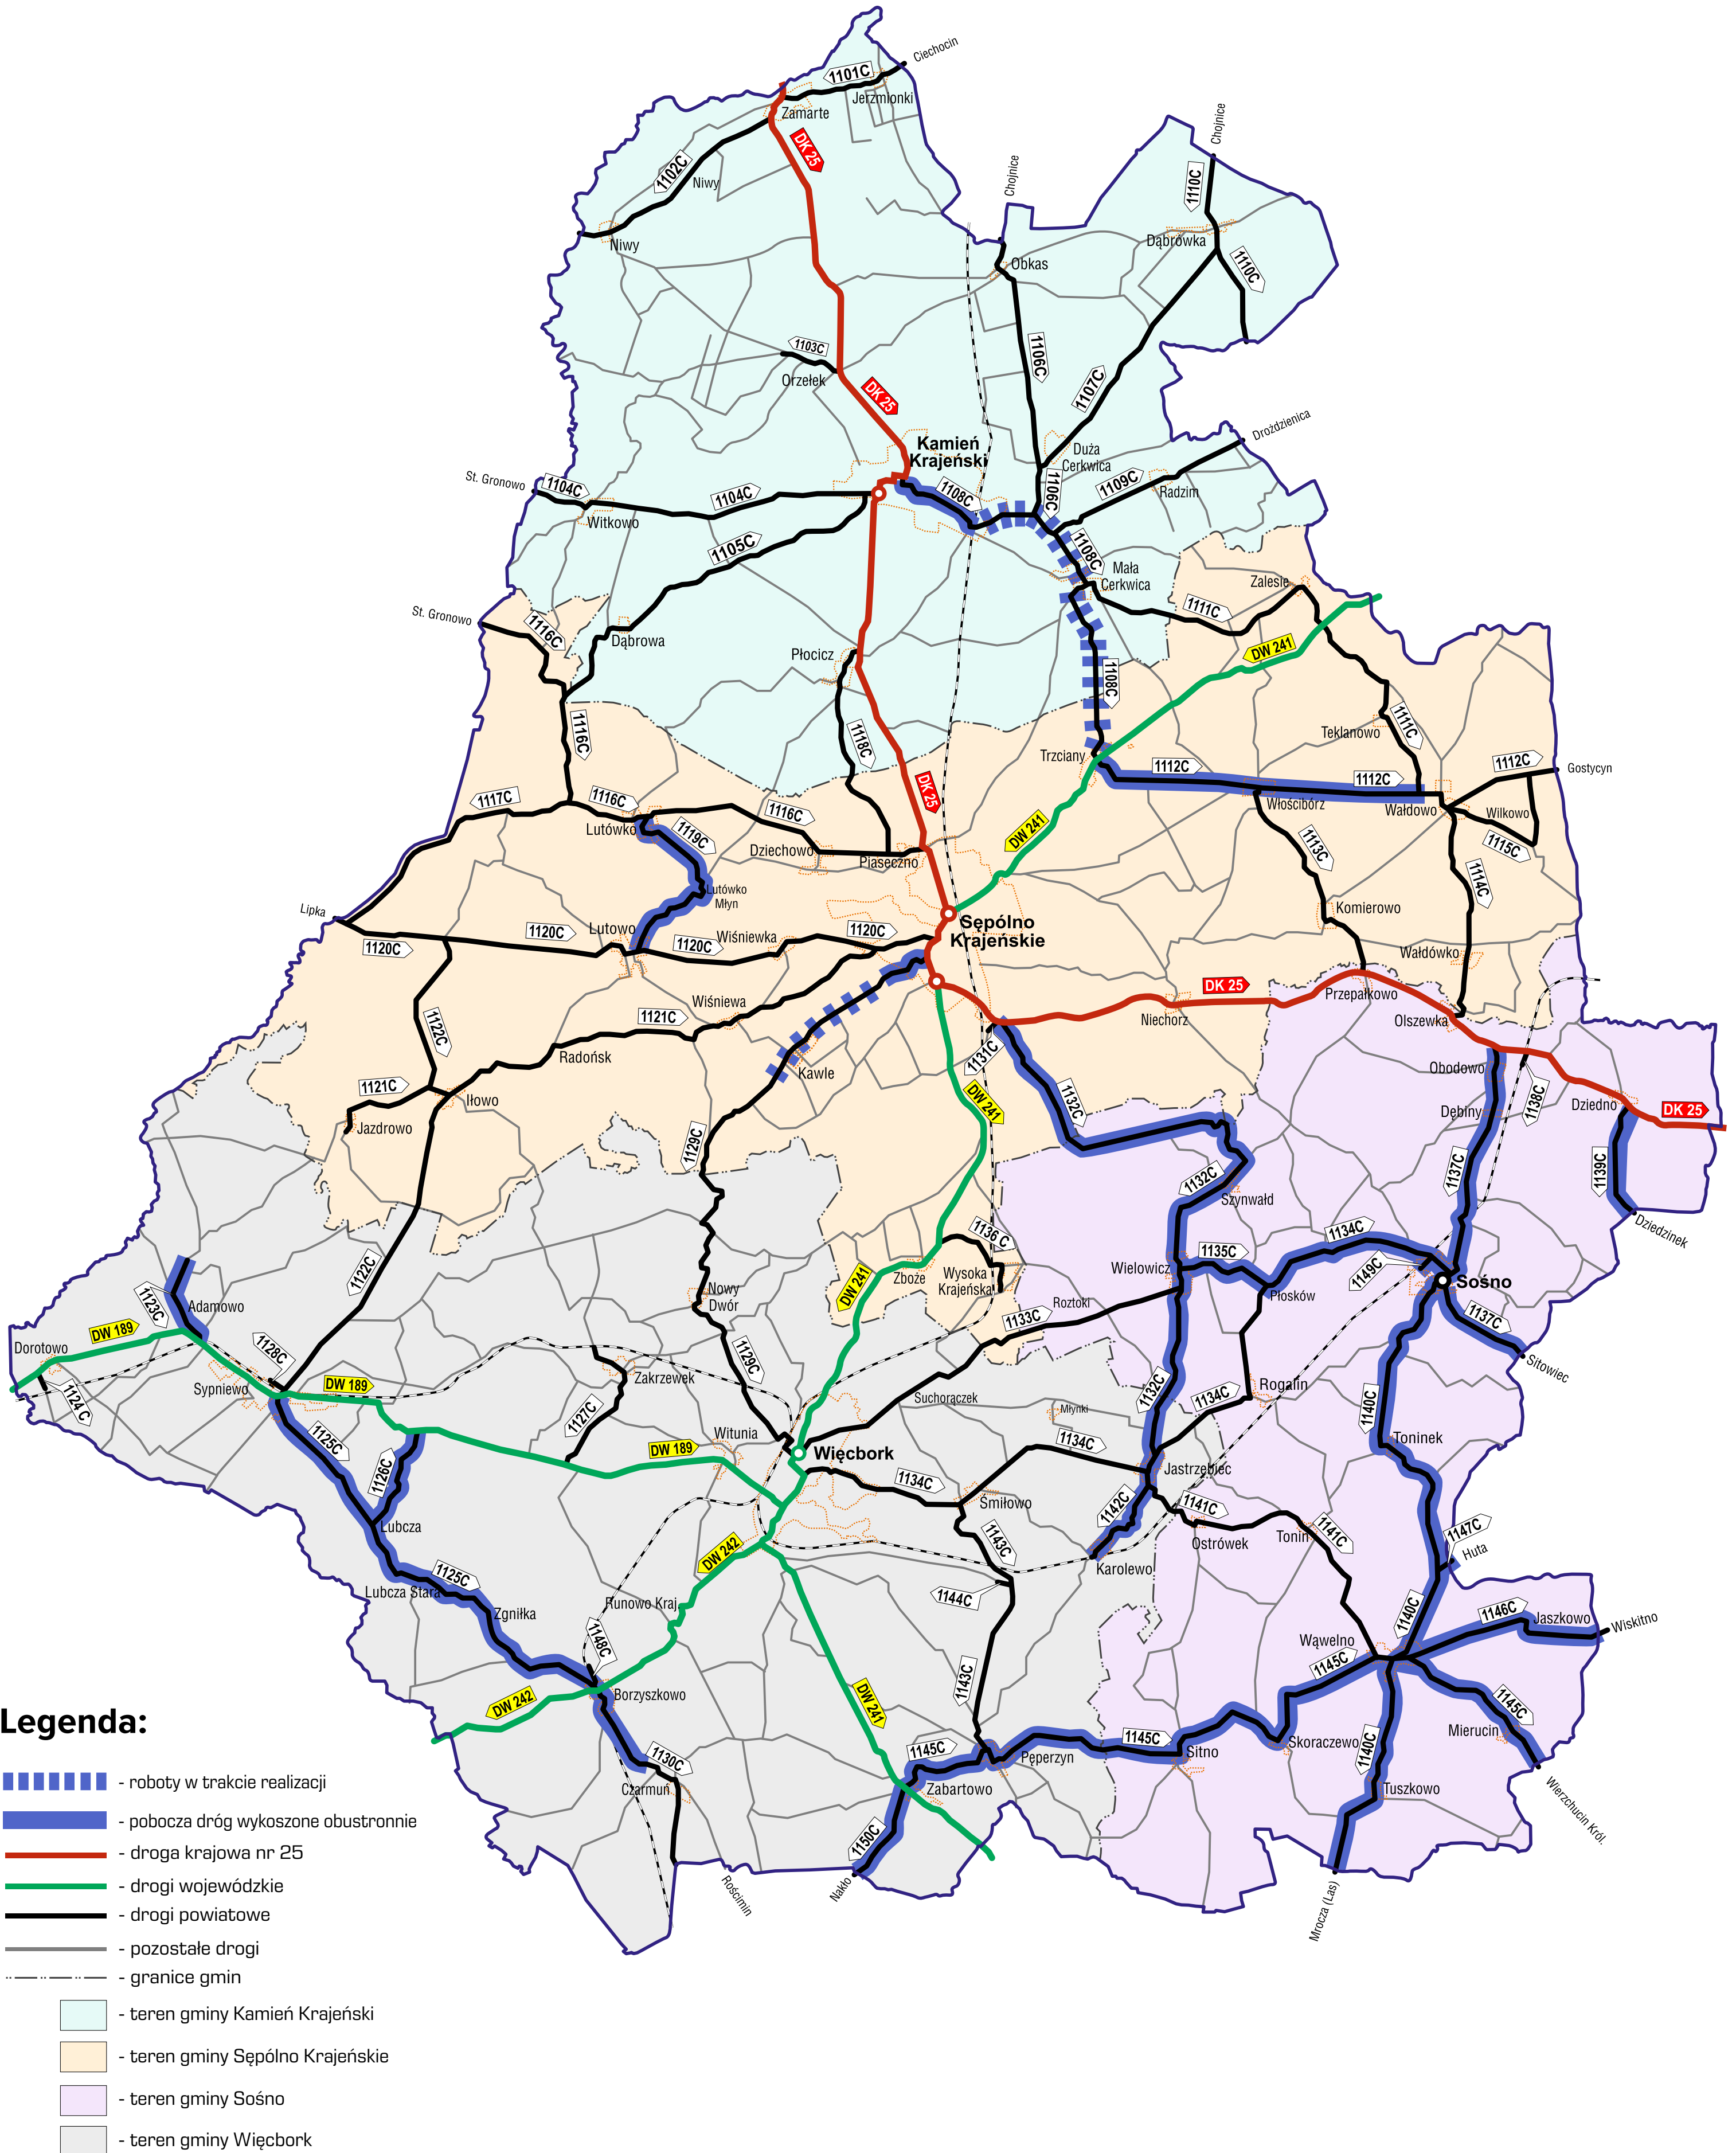 Ciechocin
1101C
Jerzmionki
Zamarte
DK 25
1102C
Niwy
Niwy
Chojnice
Chojnice
1110C
Dąbrówka
1110C
Obkas
1103C
Orzełek
1106C
1107C
DK 25
Kamień
Krajeński
Duża
Cerkwica
Drożdzienica
St. Gronowo
1104C
1104C
1108C
1106C
1109C
Radzim
Witkowo
1105C
1108C
Mała
Cerkwica
Zalesie
St. Gronowo
1116C
Dąbrowa
1111C
Płocicz
DW 241
1108C
1116C
1118C
Teklanowo
1111C
Trzciany
1112C
1112C
1112C
Gostycyn
DK 25
1117C
1116C
1116C
Włościbórz
Wałdowo
Wilkowo
Lutówko
1119C
DW 241
Dziechowo
Piaseczno
1113C
1115C
Lutówko
Młyn
1114C
Lipka
Komierowo
Sępólno
Krajeńskie
1120C
1120C
Lutowo
1120C
Wiśniewka
1120C
Wałdówko
DK 25
Przepałkowo
Wiśniewa
1121C
Niechorz
Olszewka
1122C
Radońsk
1131C
Kawle
Obodowo
1121C
Iłowo
DW 241
1132C
Dębiny
1138C
Dziedno
DK 25
Jazdrowo
1129C
1132C
Szynwałd
1137C
1139C
Dziedzinek
1136 C
1134C
1122C
Zboże
Wysoka
Krajeńska
Wielowicz
1135C
1149C
Sośno
1123C
Adamowo
Nowy
Dwór
DW 241
Roztoki
Płosków
1133C
1137C
DW 189
Dorotowo
1128C
1129C
Sitowiec
1124 C
Sypniewo
DW 189
Zakrzewek
Suchorączek
1132C
Rogalin
1134C
1127C
Młynki
1140C
1125C
Witunia
1126C
DW 189
Więcbork
1134C
Toninek
1134C
Jastrzębiec
Śmiłowo
1142C
1141C
Lubcza
1143C
Ostrówek
Tonin
1141C
1147C
Huta
DW 242
Karolewo
Lubcza Stara
1125C
Zgniłka
Runowo Kraj.
1144C
1140C
1146C
Jaszkowo
Wiskitno
1148C
Wąwelno
1145C
1143C
Borzyszkowo
DW 242
DW 241
1145C
Mierucin
1130C
Czarmuń
1145C
Pęperzyn
1145C
Sitno
Skoraczewo
1140C
Zabartowo
Tuszkowo
Wierzchucin Król.
1150C
Nakło
Rościmin
Mrocza (Las)
Legenda:
- roboty w trakcie realizacji
- pobocza dróg wykoszone obustronnie
- droga krajowa nr 25
- drogi wojewódzkie
- drogi powiatowe
- pozostałe drogi
- granice gmin
- teren gminy Kamień Krajeński
- teren gminy Sępólno Krajeńskie
- teren gminy Sośno
- teren gminy Więcbork